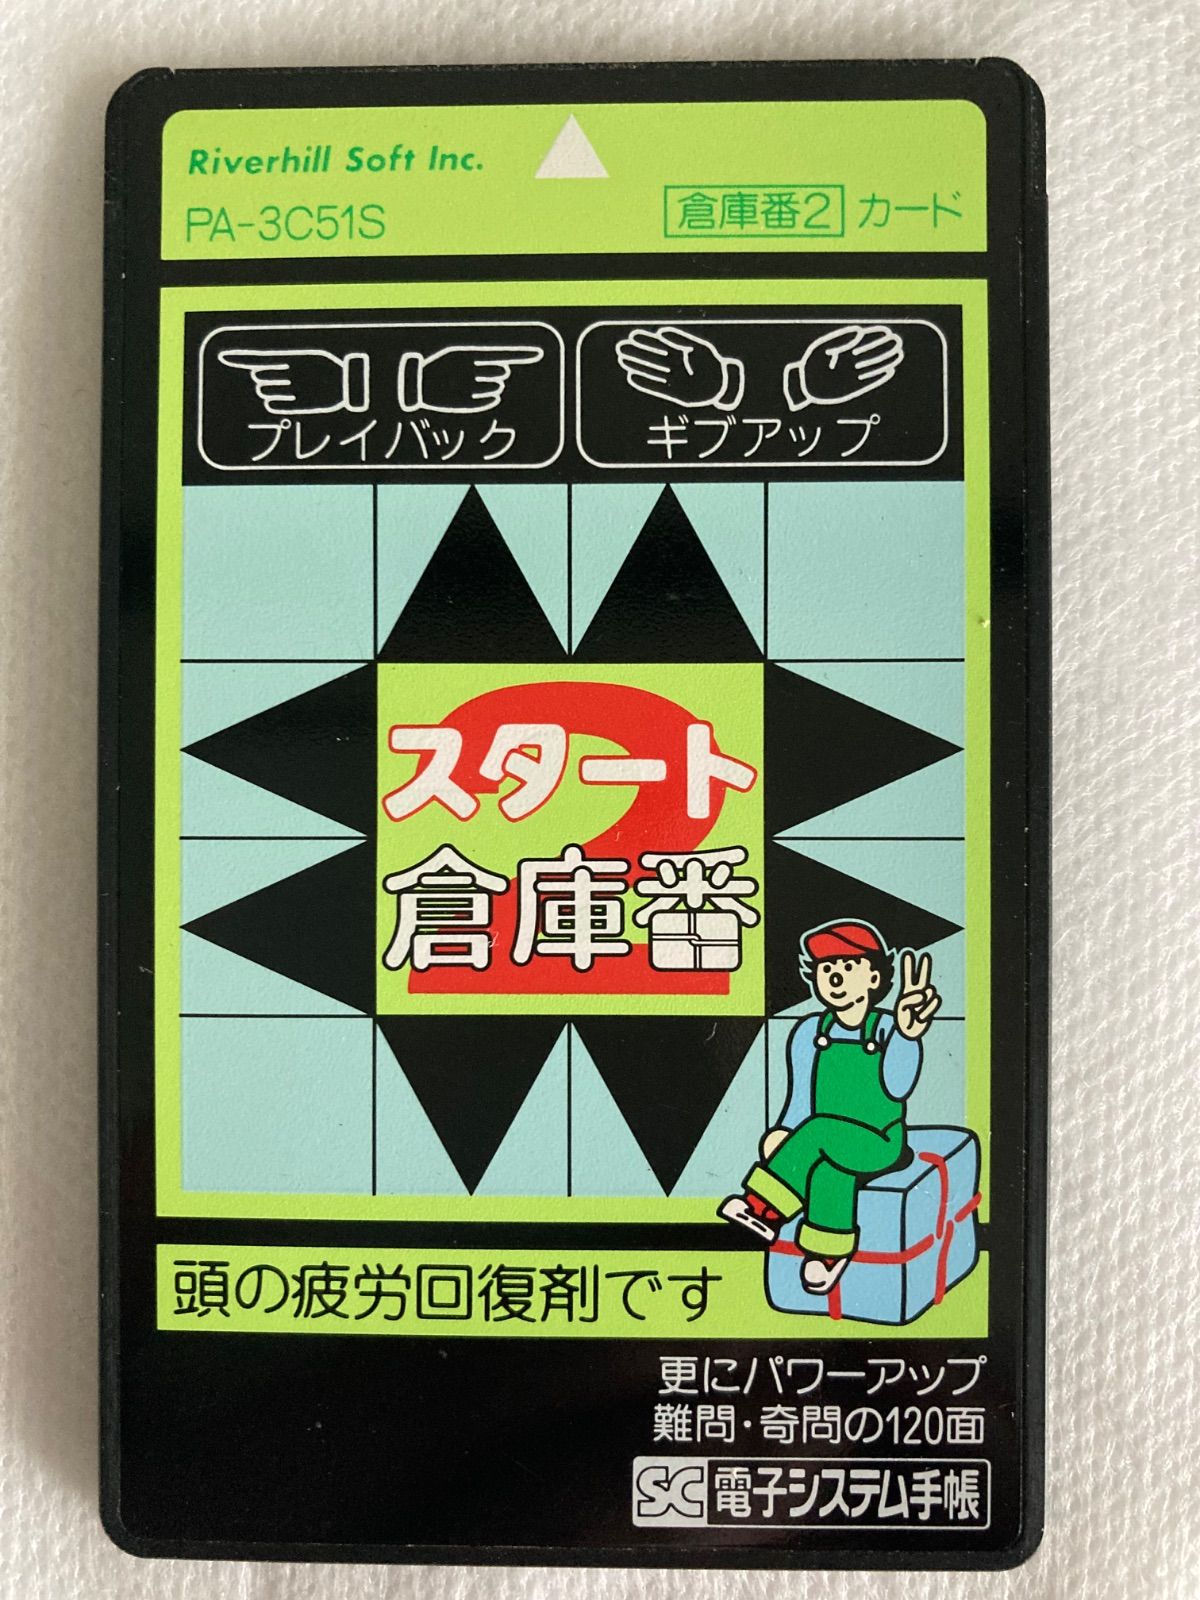 Riverhill Soft Inc.
PA-3C51S
倉庫番2 カード
プレイバック
ギブアップ
2
スタート
倉庫番
頭の疲労回復剤です
更にパワーアップ
難問・奇問の120面
SC 電子システム手帳